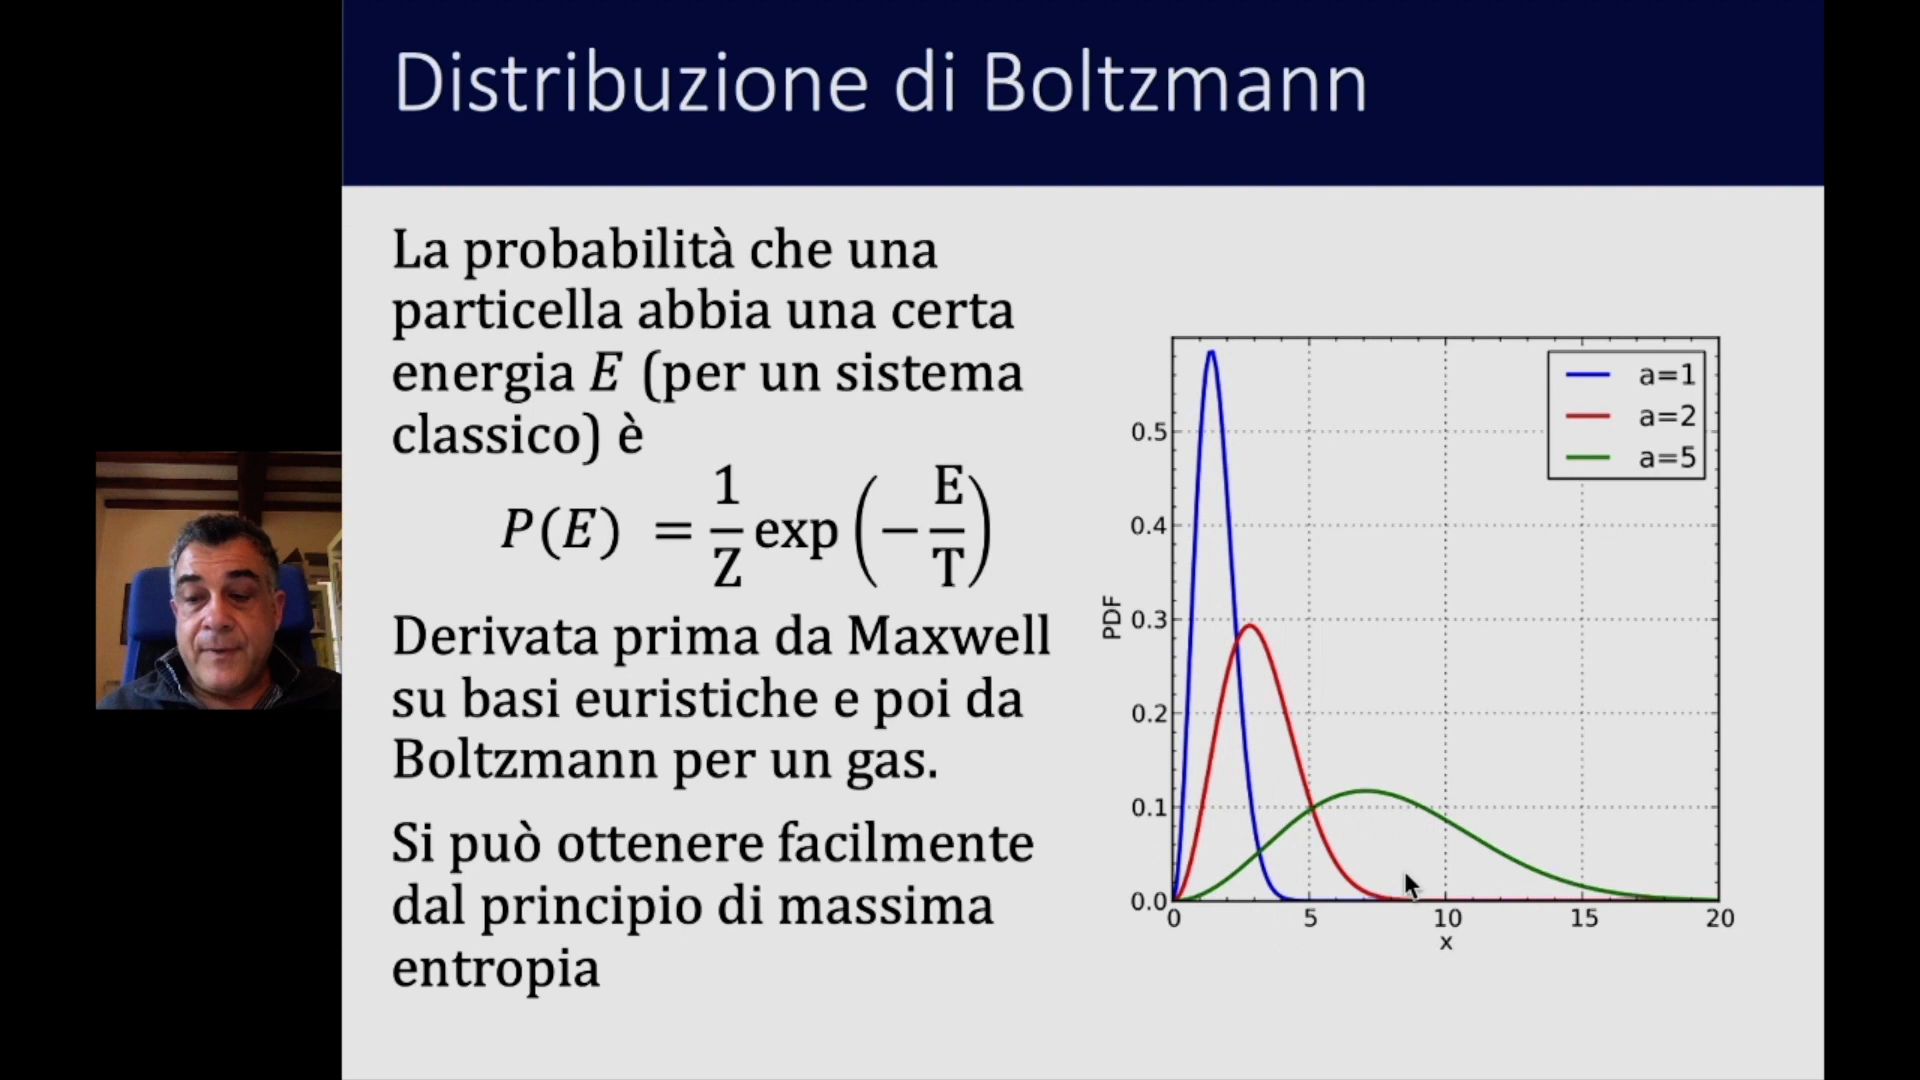 Distribuzione di Boltzmann
La probabilità che una
particella abbia una certa
energia E (per un sistema
classico) è
P(E) = 1/Z exp(−E/T)
Derivata prima da Maxwell
su basi euristiche e poi da
Boltzmann per un gas.
Si può ottenere facilmente
dal principio di massima
entropia
a=1
a=2
a=5
PDF
0.5
0.4
0.3
0.2
0.1
0.0
0 5 10 15 20
x